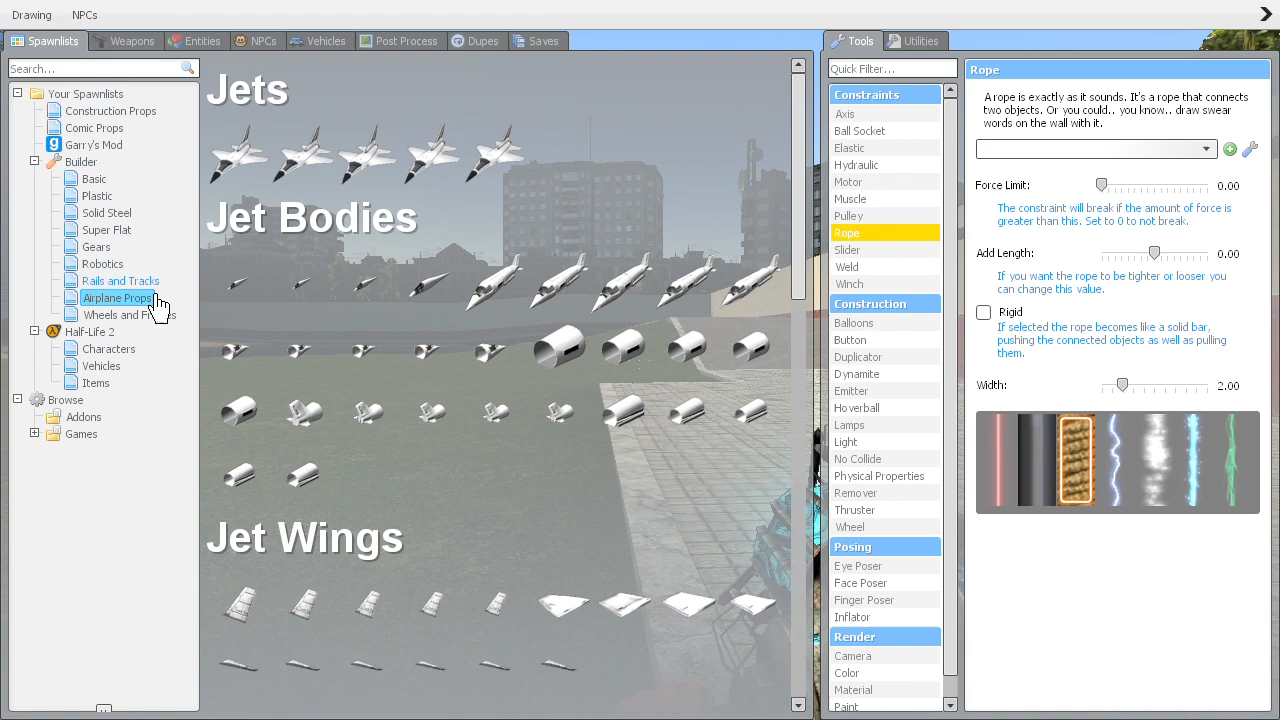 Drawing NPCs
Spawnlists Weapons Entities NPCs Vehicles Post Process Dupes Saves
Search...
Your Spawnlists
Construction Props
Comic Props
Garry's Mod
Builder
Basic
Plastic
Solid Steel
Super Flat
Gears
Robotics
Rails and Tracks
Airplane Props
Wheels and
Half-Life 2
Characters
Vehicles
Items
Browse
Addons
Games
Jets
Jet Bodies
Jet Wings
Tools Utilities
Quick Filter...
Constraints
Axis
Ball Socket
Elastic
Hydraulic
Motor
Muscle
Pulley
Rope
Slider
Weld
Winch
Construction
Balloons
Button
Duplicator
Dynamite
Emitter
Hoverball
Lamps
Light
No Collide
Physical Properties
Remover
Thruster
Wheel
Posing
Eye Poser
Face Poser
Finger Poser
Inflator
Render
Camera
Color
Material
Paint
Rope
A rope is exactly as it sounds. It's a rope that connects
two objects. Or you could.. you know.. draw swear
words on the wall with it.
Force Limit: 0.00
The constraint will break if the amount of force is
greater than this. Set to 0 to not break.
Add Length: 0.00
If you want the rope to be tighter or looser you
can change this value.
Rigid
If selected the rope becomes like a solid bar,
pushing the connected objects as well as pulling
them.
Width: 2.00